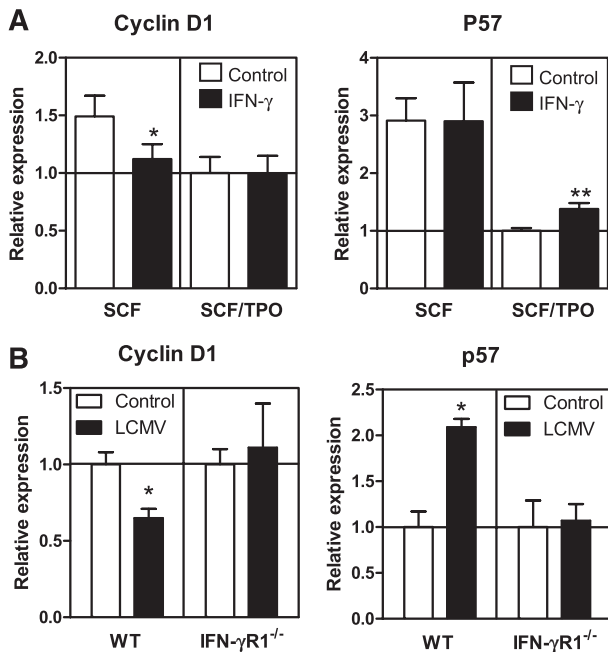 A
Cyclin D1
P57
Relative expression
2.0
1.5
1.0
0.5
0.0
Control
IFN-γ
*
SCF
SCF/TPO
Relative expression
4
3
2
1
0
Control
IFN-γ
**
SCF
SCF/TPO
B
Cyclin D1
p57
Relative expression
1.5
1.0
0.5
0.0
Control
LCMV
*
WT
IFN-γR1-/-
Relative expression
2.5
2.0
1.5
1.0
0.5
0.0
*
Control
LCMV
WT
IFN-γR1-/-